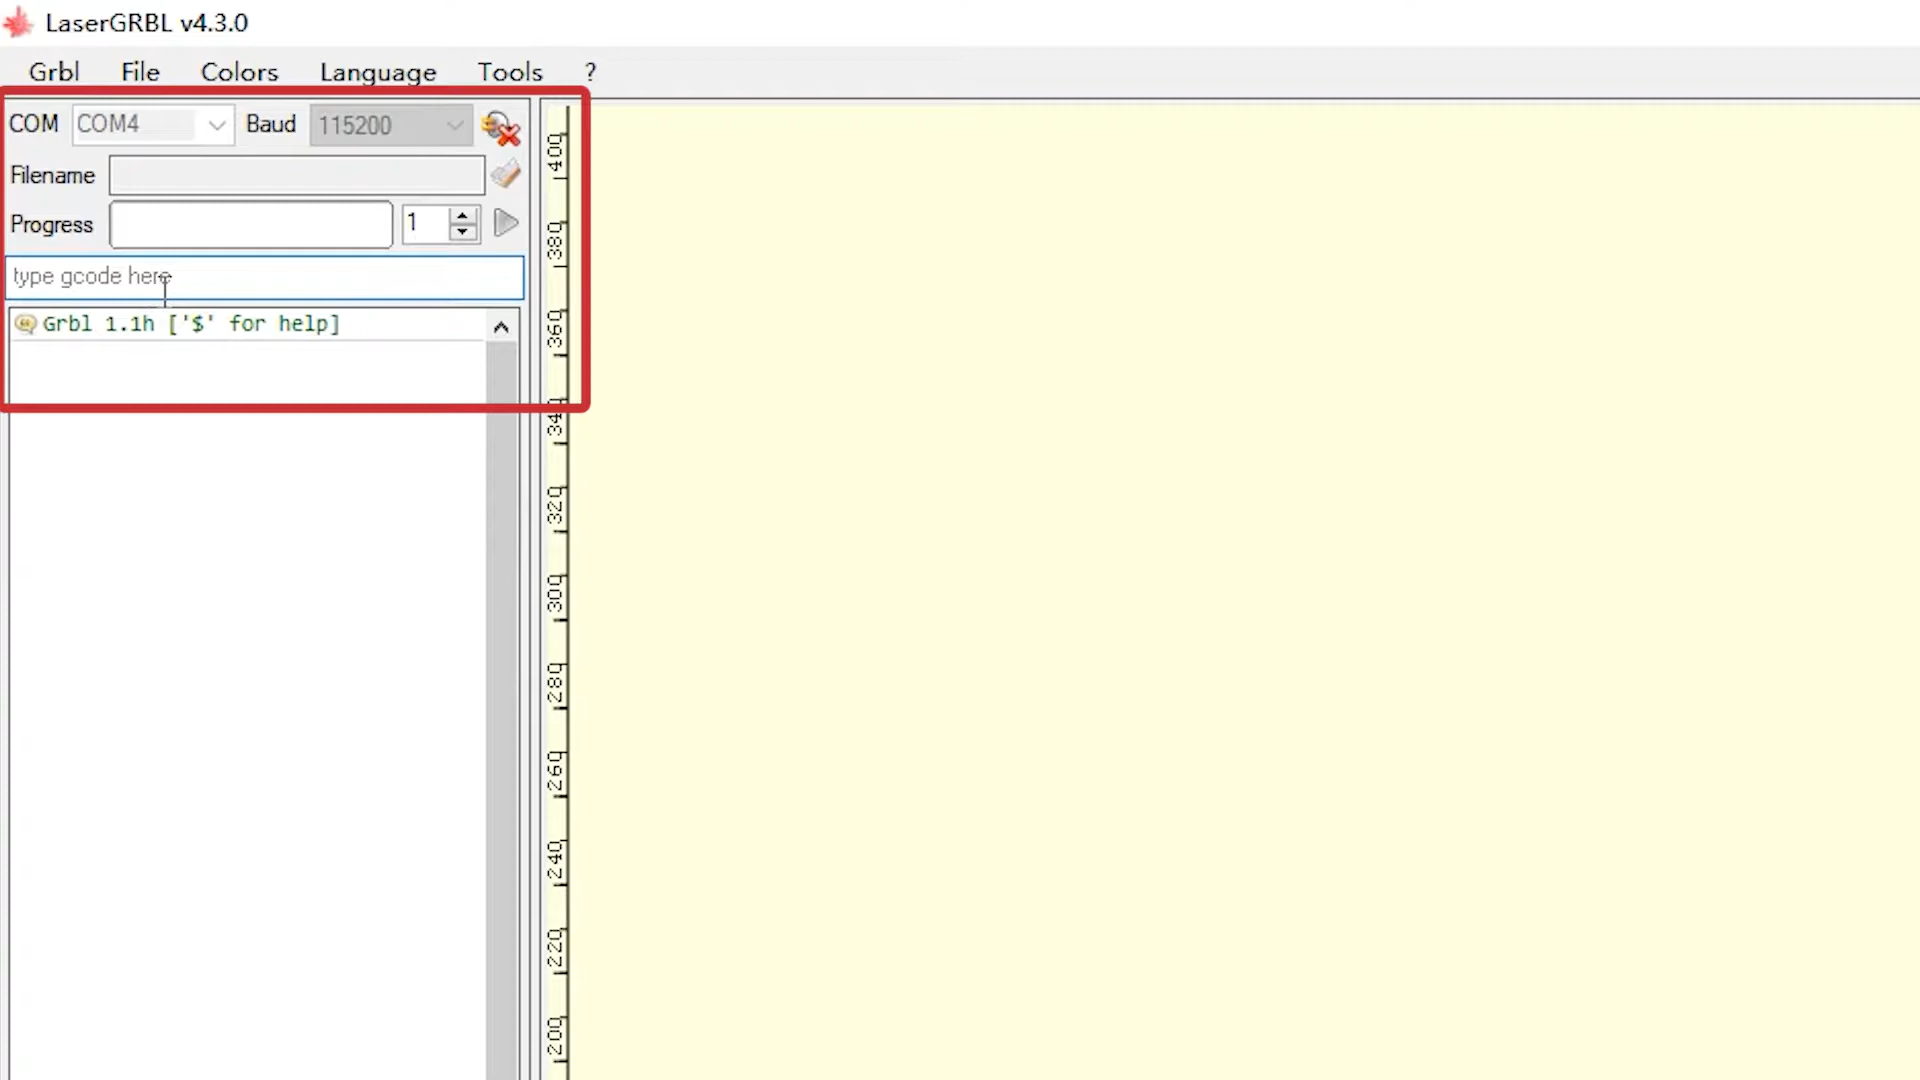 LaserGRBL v4.3.0
Grbl File Colors Language Tools ?
COM COM4 Baud 115200
Filename
Progress 1
type gcode here
Grbl 1.1h ['$' for help]
400
380
360
340
320
300
280
260
240
220
200